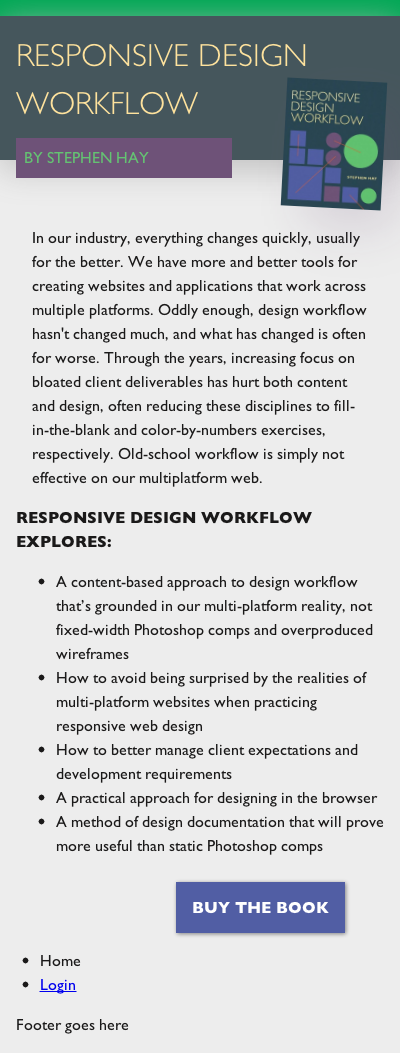 RESPONSIVE DESIGN
WORKFLOW
BY STEPHEN HAY
RESPONSIVE
DESIGN
WORKFLOW
STEPHEN HAY
In our industry, everything changes quickly, usually
for the better. We have more and better tools for
creating websites and applications that work across
multiple platforms. Oddly enough, design workflow
hasn't changed much, and what has changed is often
for worse. Through the years, increasing focus on
bloated client deliverables has hurt both content
and design, often reducing these disciplines to fill-
in-the-blank and color-by-numbers exercises,
respectively. Old-school workflow is simply not
effective on our multiplatform web.
RESPONSIVE DESIGN WORKFLOW
EXPLORES:
• A content-based approach to design workflow
that's grounded in our multi-platform reality, not
fixed-width Photoshop comps and overproduced
wireframes
• How to avoid being surprised by the realities of
multi-platform websites when practicing
responsive web design
• How to better manage client expectations and
development requirements
• A practical approach for designing in the browser
• A method of design documentation that will prove
more useful than static Photoshop comps
BUY THE BOOK
• Home
• Login
Footer goes here